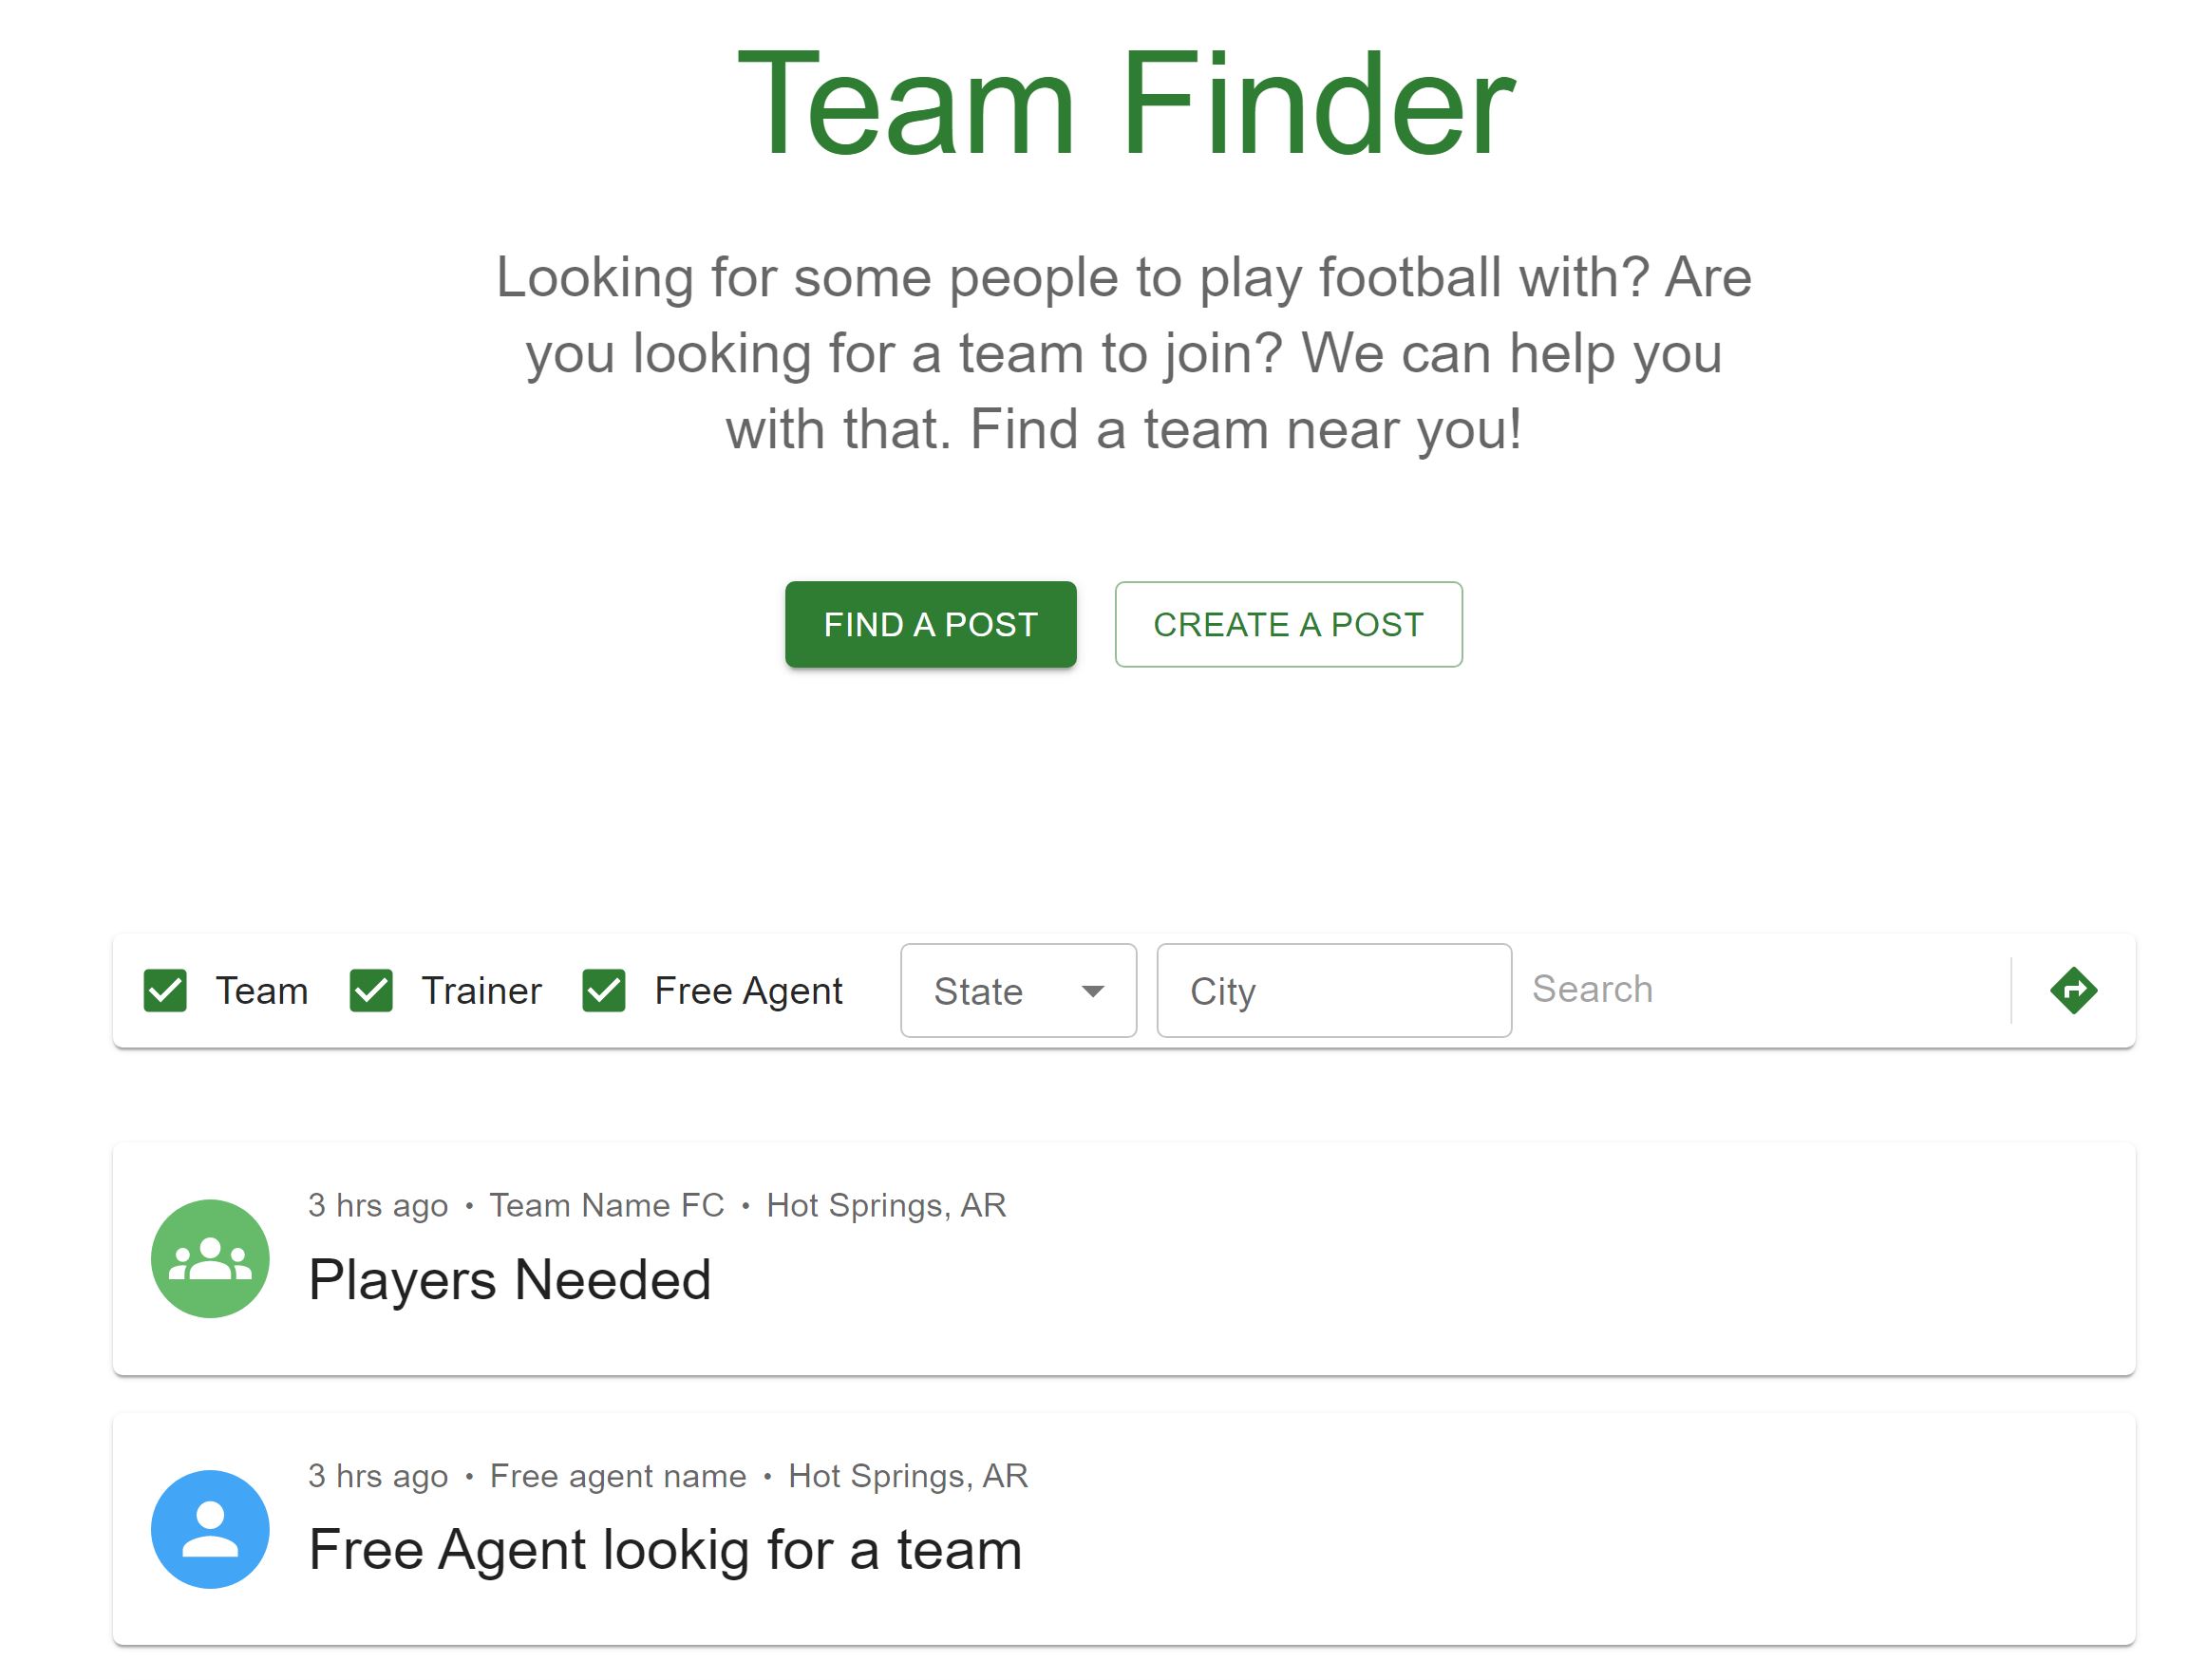 Team Finder
Looking for some people to play football with? Are
you looking for a team to join? We can help you
with that. Find a team near you!
FIND A POST CREATE A POST
Team Trainer Free Agent State City Search
3 hrs ago • Team Name FC • Hot Springs, AR
Players Needed
3 hrs ago • Free agent name • Hot Springs, AR
Free Agent lookig for a team